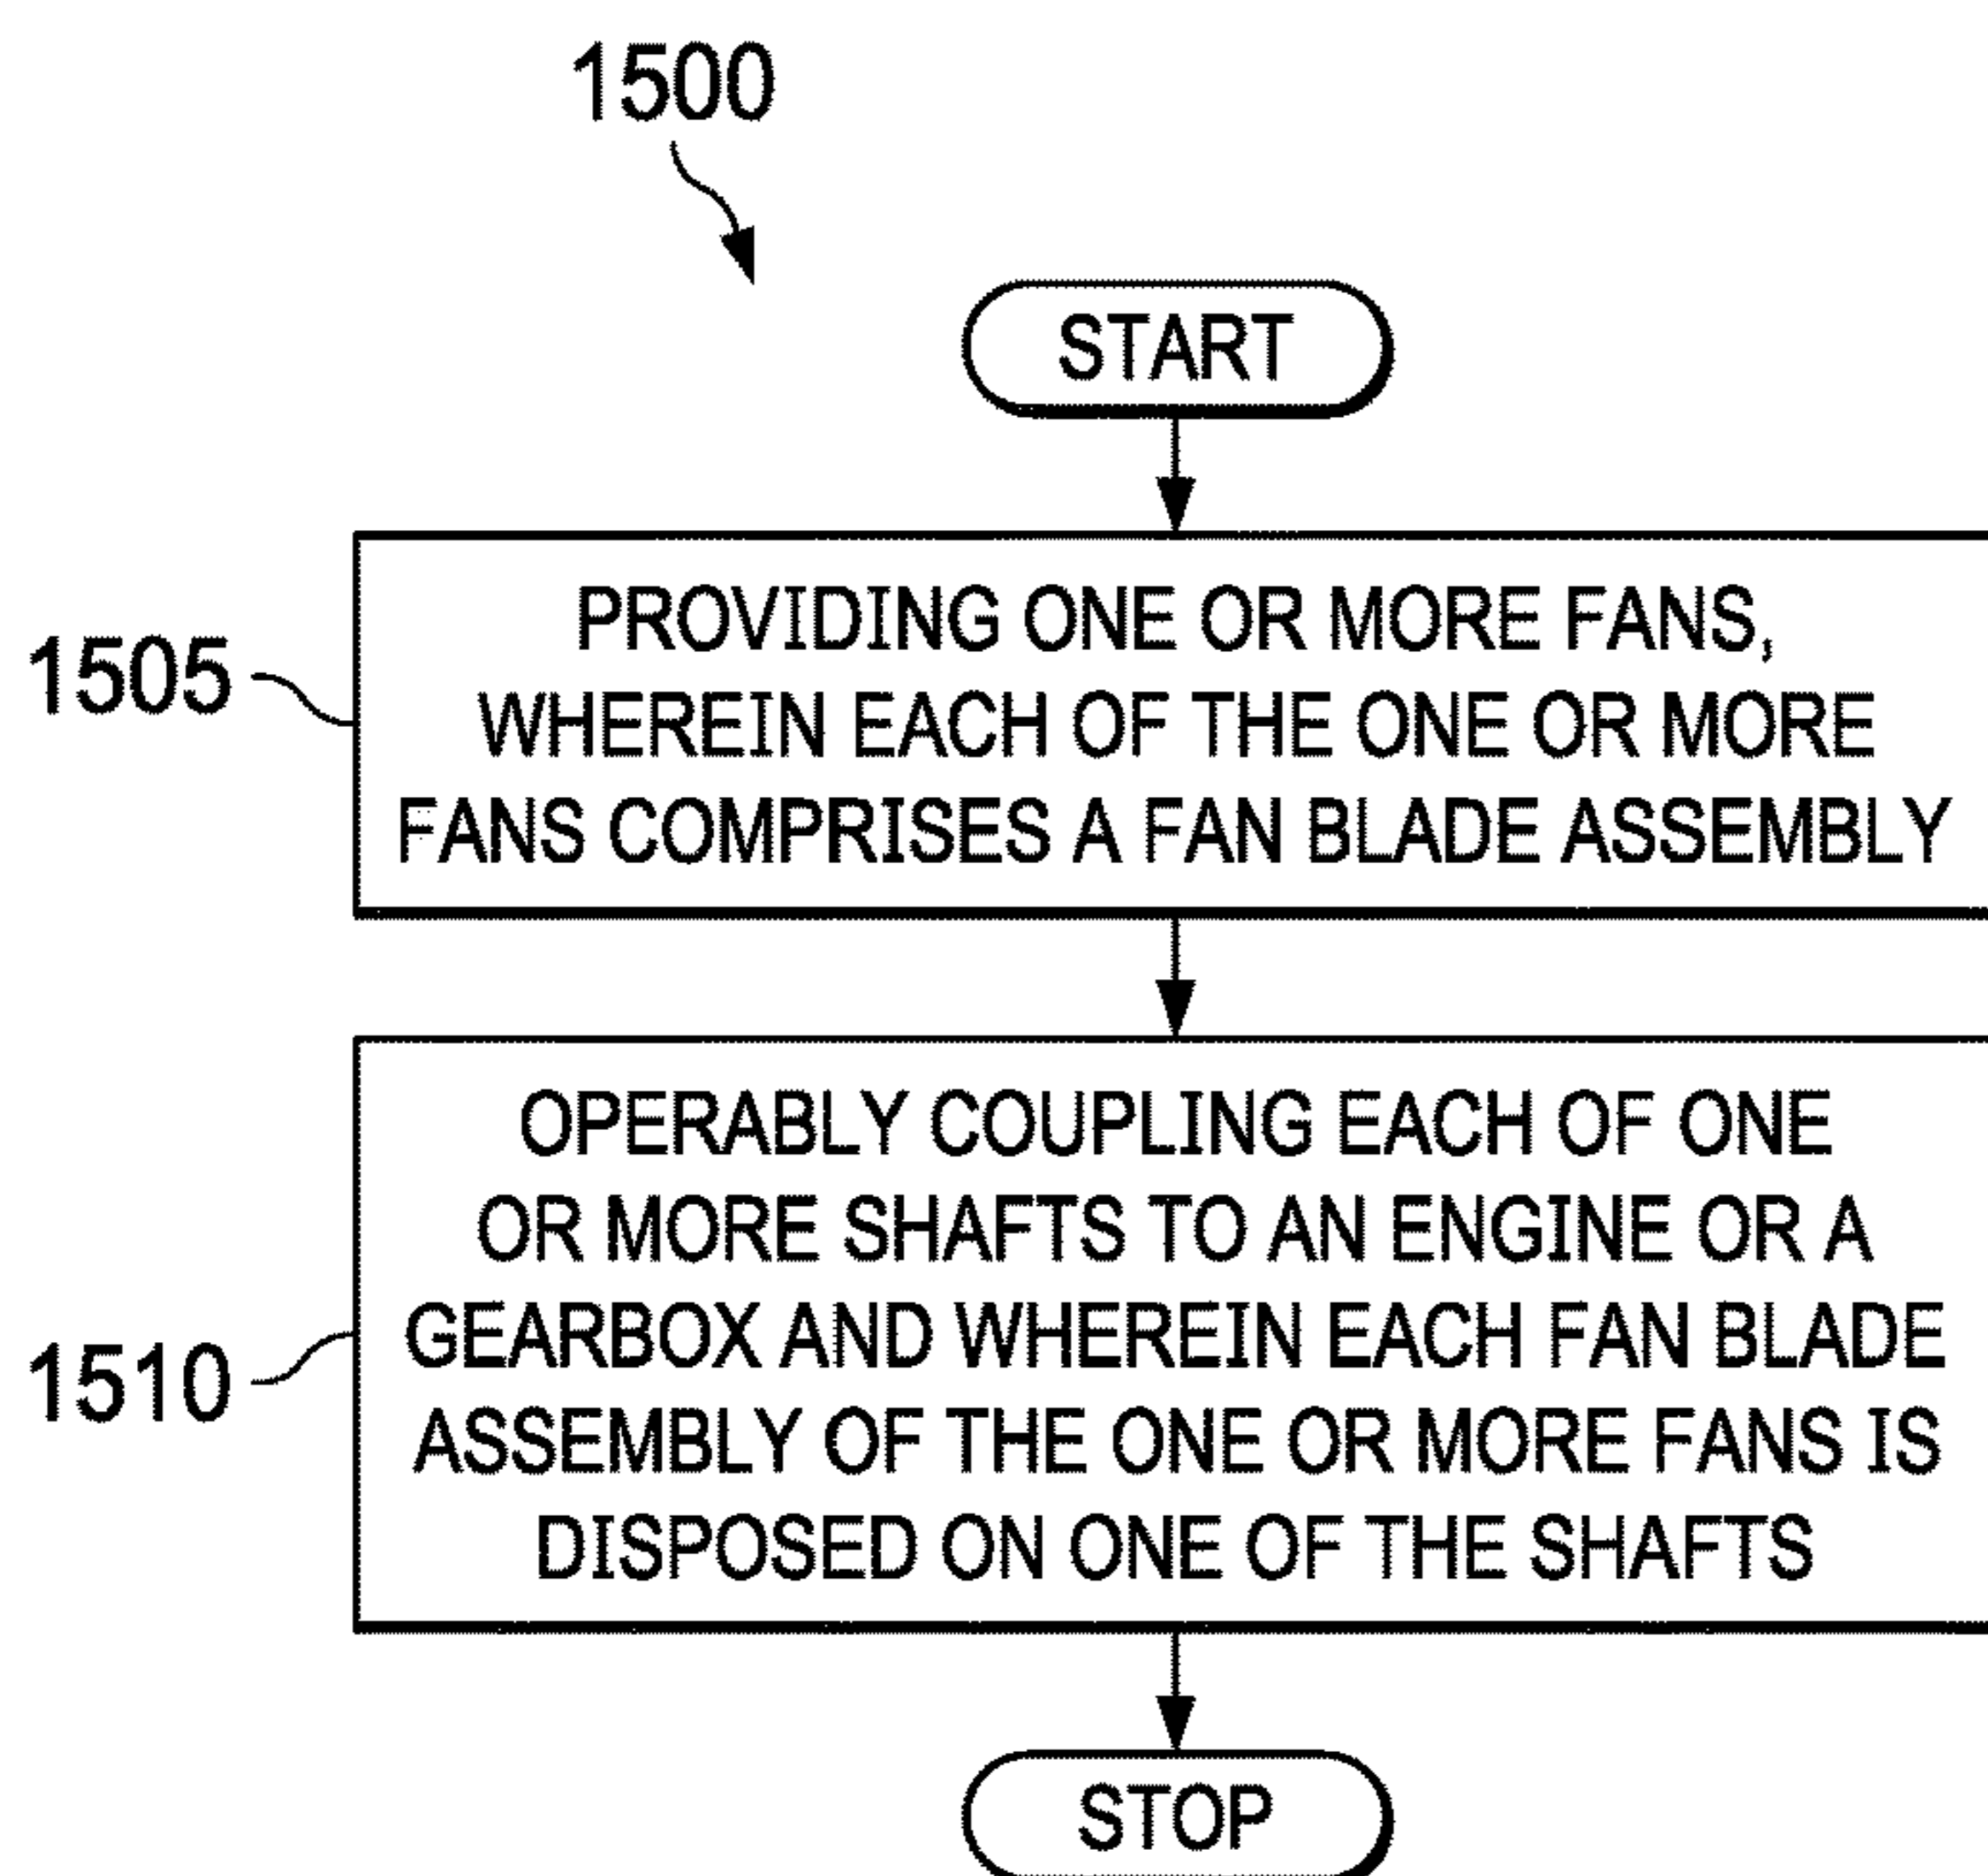 1500
START
1505
PROVIDING ONE OR MORE FANS,
WHEREIN EACH OF THE ONE OR MORE
FANS COMPRISES A FAN BLADE ASSEMBLY
1510
OPERABLY COUPLING EACH OF ONE
OR MORE SHAFTS TO AN ENGINE OR A
GEARBOX AND WHEREIN EACH FAN BLADE
ASSEMBLY OF THE ONE OR MORE FANS IS
DISPOSED ON ONE OF THE SHAFTS
STOP